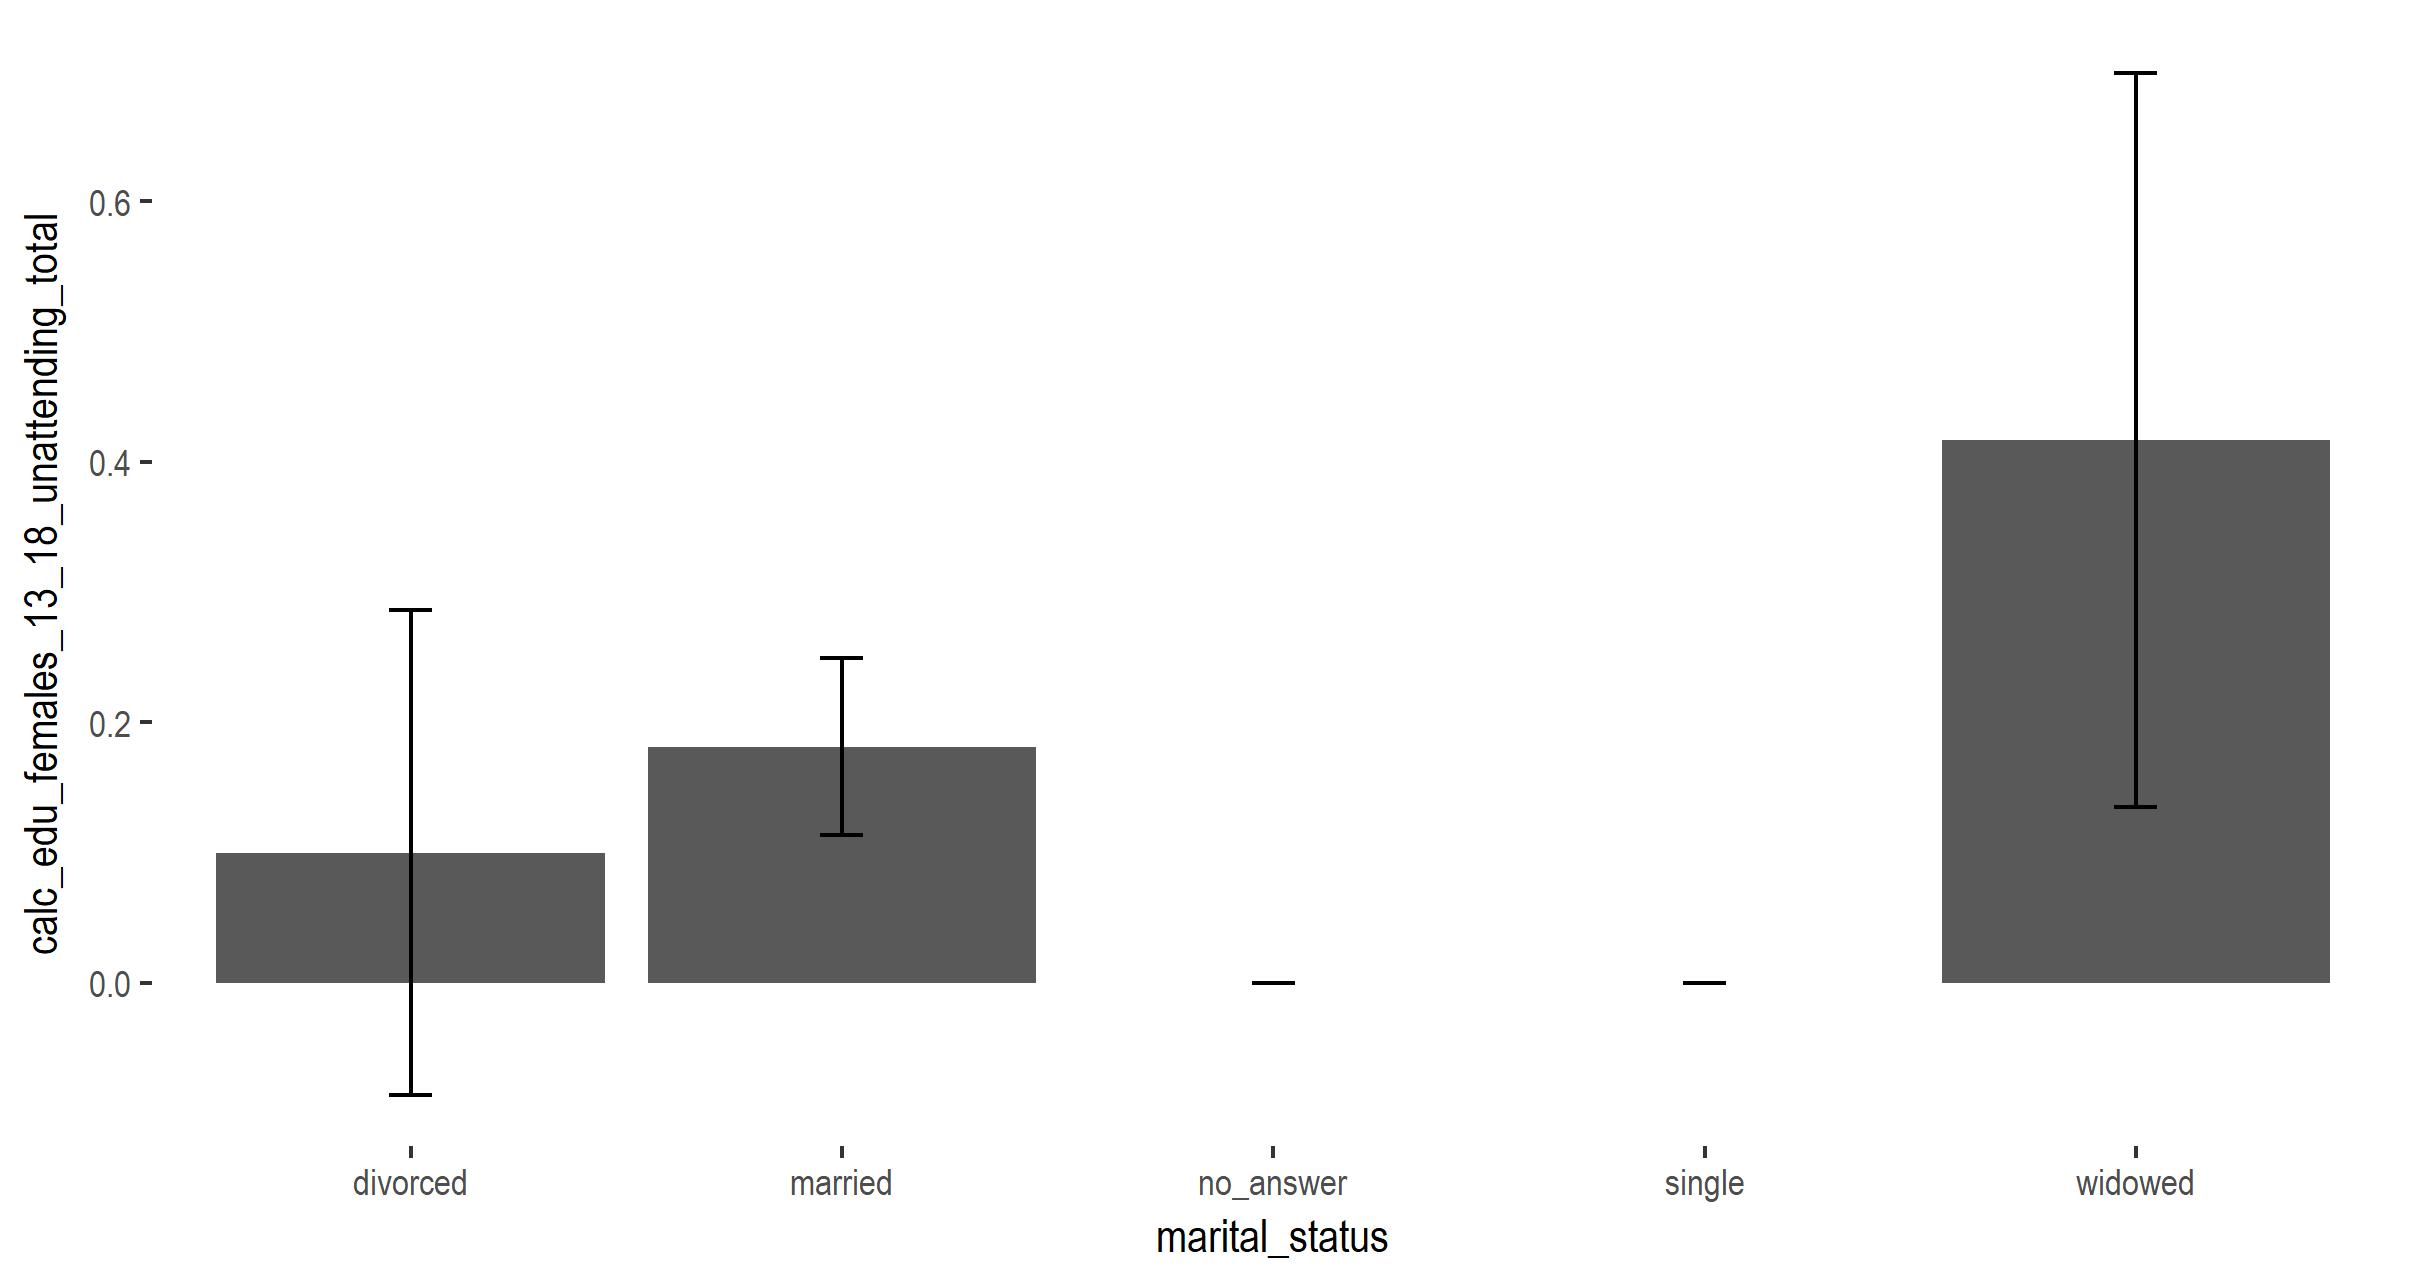 calc_edu_females_13_18_unattending_total
0.6
0.4
0.2
0.0
divorced married no_answer single widowed
marital_status